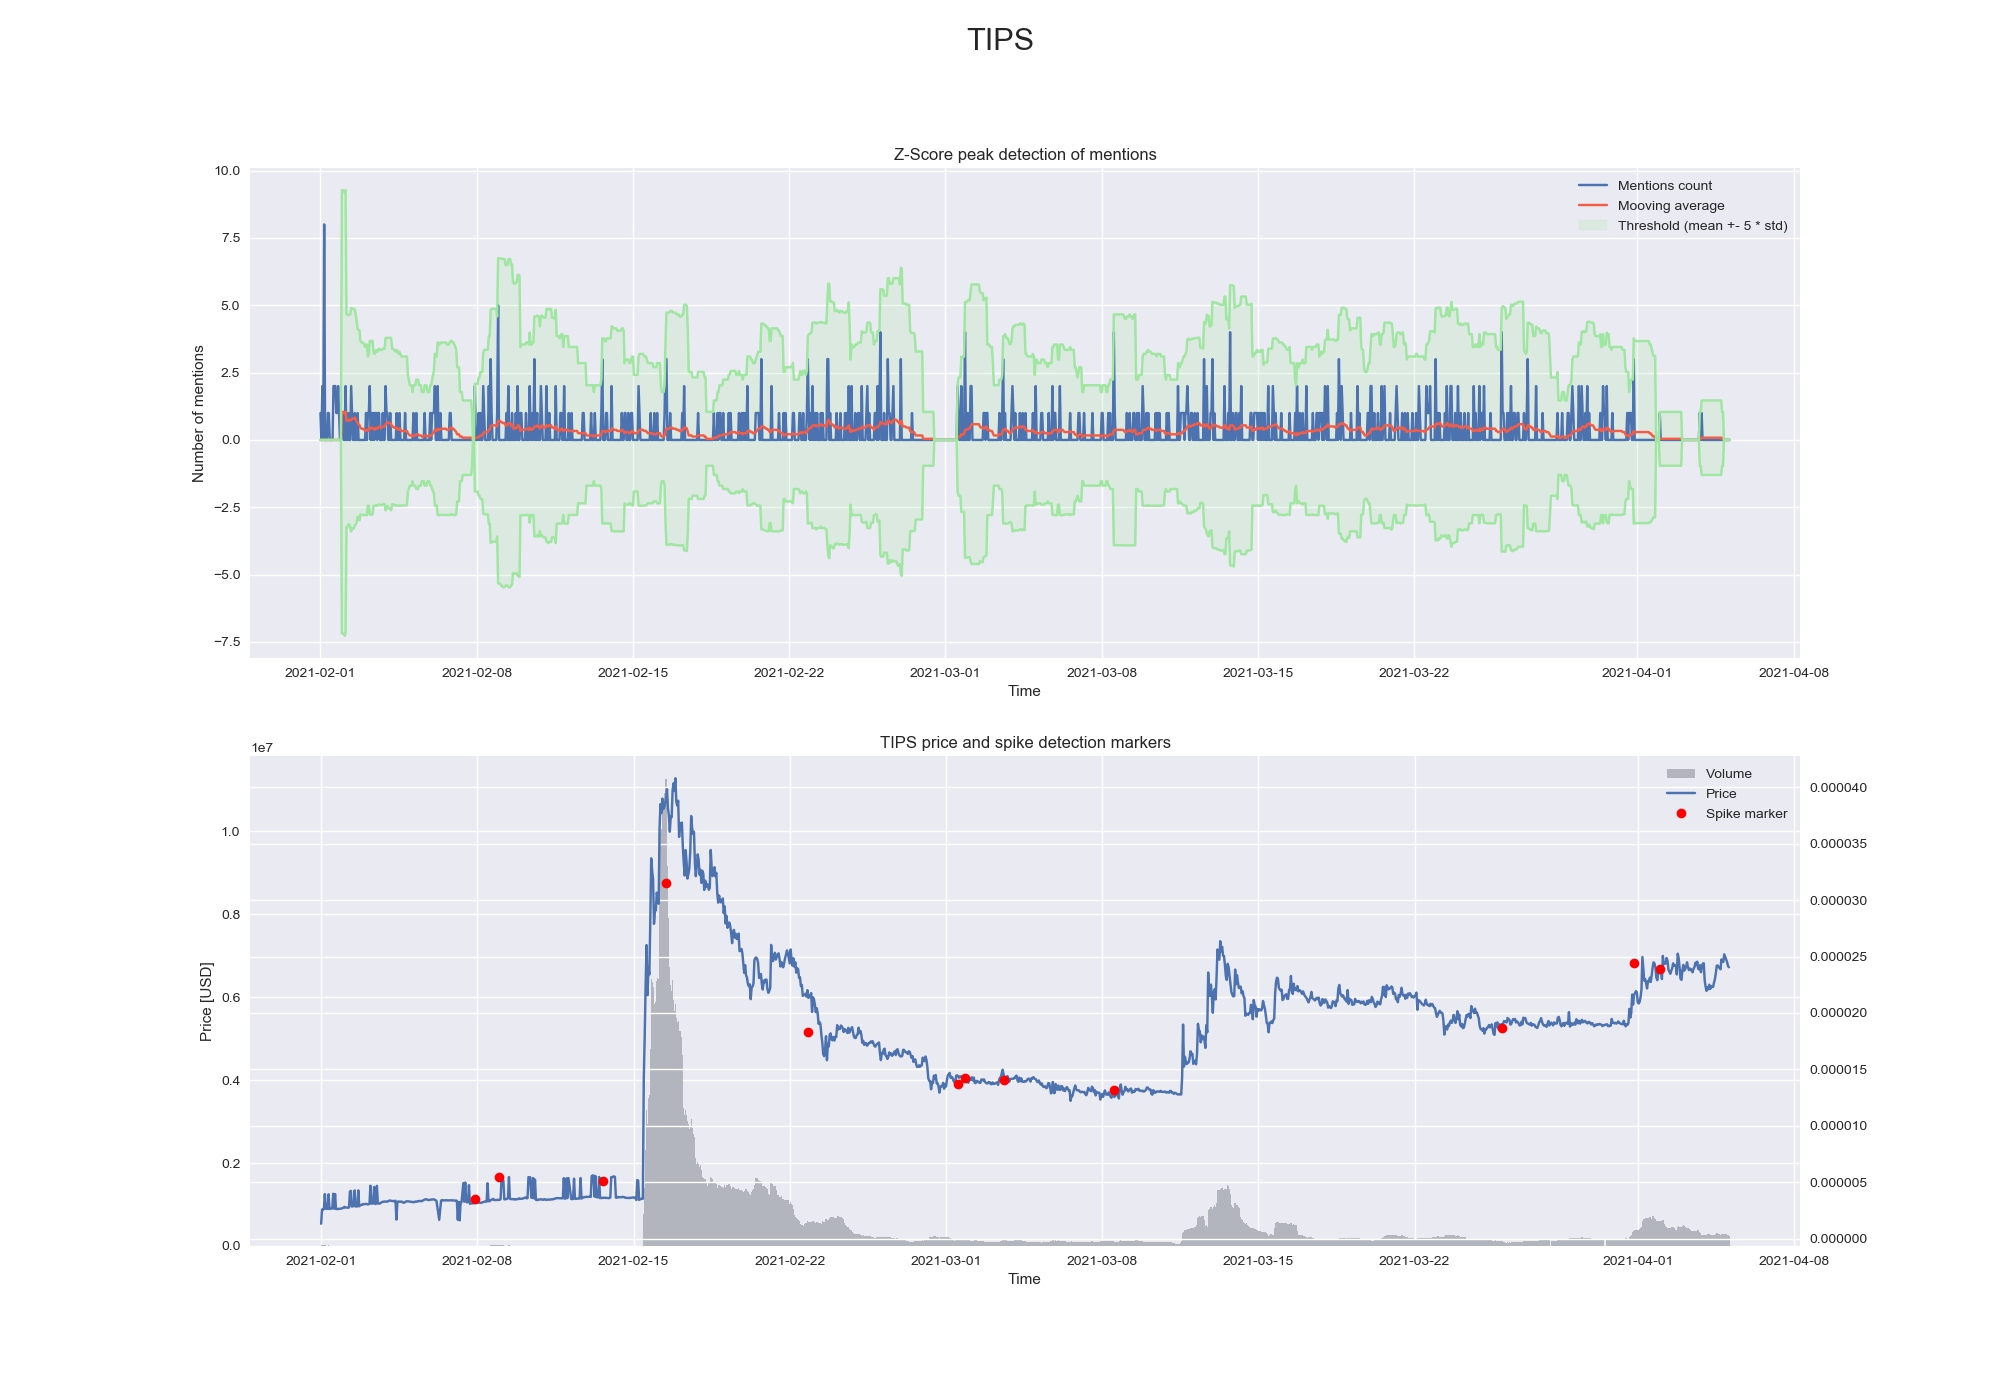 TIPS
Z-Score peak detection of mentions
Mentions count
Mooving average
Threshold (mean +- 5 * std)
Number of mentions
10.0
7.5
5.0
2.5
0.0
−2.5
−5.0
−7.5
2021-02-01 2021-02-08 2021-02-15 2021-02-22 2021-03-01 2021-03-08 2021-03-15 2021-03-22 2021-04-01 2021-04-08
Time
TIPS price and spike detection markers
1e7
Volume
Price
Spike marker
Price [USD]
1.0
0.8
0.6
0.4
0.2
0.0
0.000040
0.000035
0.000030
0.000025
0.000020
0.000015
0.000010
0.000005
0.000000
2021-02-01 2021-02-08 2021-02-15 2021-02-22 2021-03-01 2021-03-08 2021-03-15 2021-03-22 2021-04-01 2021-04-08
Time